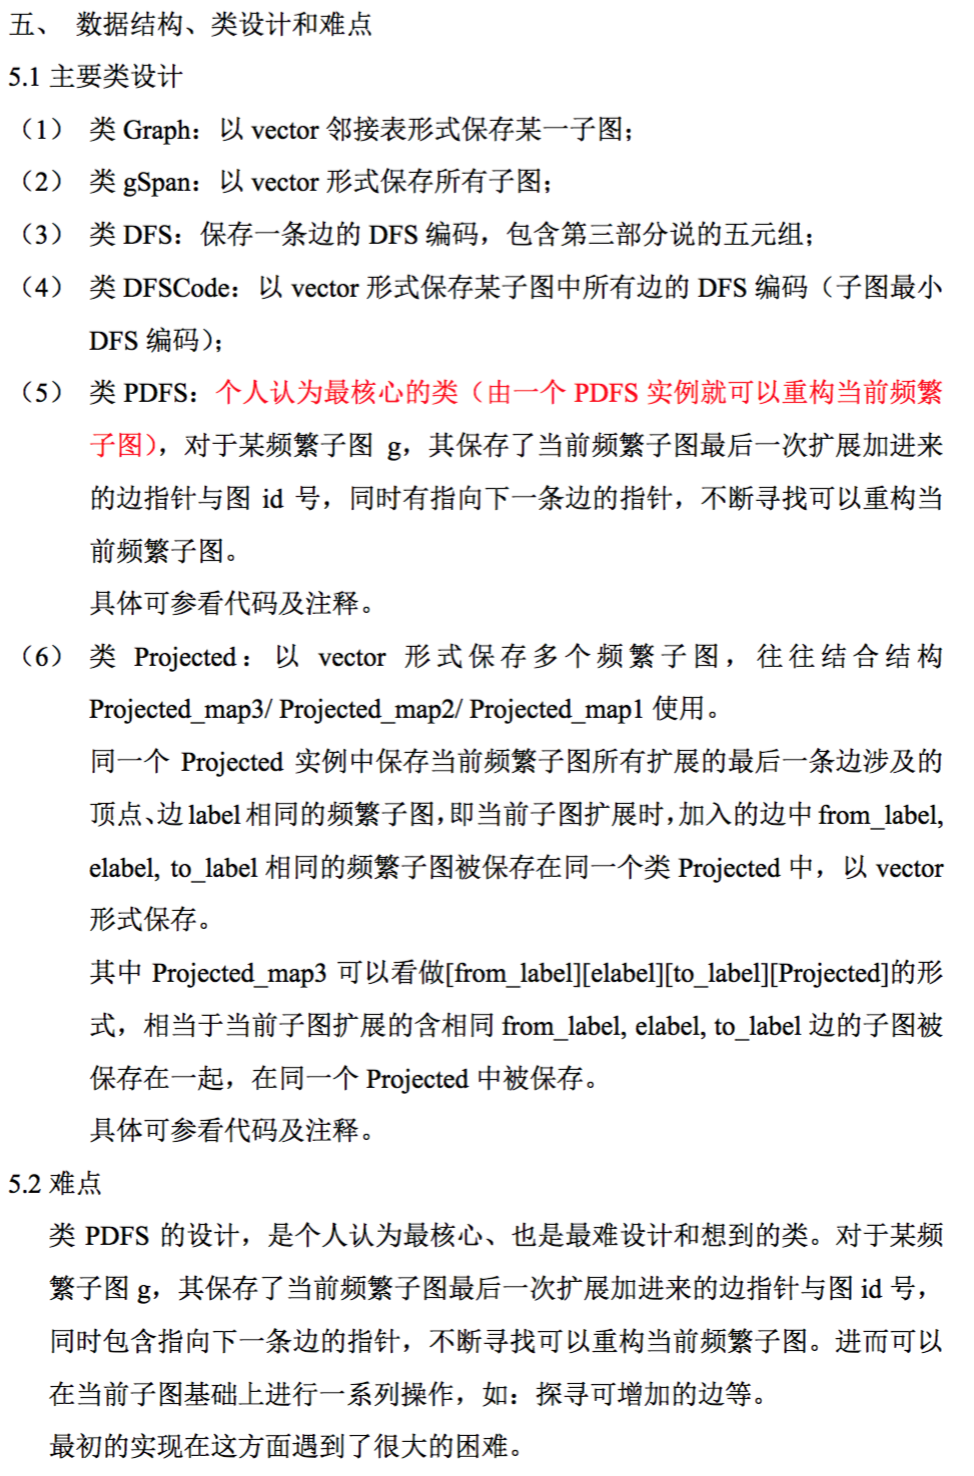 五、 数据结构、类设计和难点
5.1 主要类设计
（1） 类 Graph：以 vector 邻接表形式保存某一子图；
（2） 类 gSpan：以 vector 形式保存所有子图；
（3） 类 DFS：保存一条边的 DFS 编码，包含第三部分说的五元组；
（4） 类 DFSCode：以 vector 形式保存某子图中所有边的 DFS 编码（子图最小
DFS 编码）；
（5） 类 PDFS：个人认为最核心的类（由一个 PDFS 实例就可以重构当前频繁
子图），对于某频繁子图 g，其保存了当前频繁子图最后一次扩展加进来
的边指针与图 id 号，同时有指向下一条边的指针，不断寻找可以重构当
前频繁子图。
具体可参看代码及注释。
（6） 类 Projected：以 vector 形式保存多个频繁子图，往往结合结构
Projected_map3/ Projected_map2/ Projected_map1 使用。
同一个 Projected 实例中保存当前频繁子图所有扩展的最后一条边涉及的
顶点、边 label 相同的频繁子图，即当前子图扩展时，加入的边中 from_label,
elabel, to_label 相同的频繁子图被保存在同一个类 Projected 中，以 vector
形式保存。
其中 Projected_map3 可以看做[from_label][elabel][to_label][Projected]的形
式，相当于当前子图扩展的含相同 from_label, elabel, to_label 边的子图被
保存在一起，在同一个 Projected 中被保存。
具体可参看代码及注释。
5.2 难点
类 PDFS 的设计，是个人认为最核心、也是最难设计和想到的类。对于某频
繁子图 g，其保存了当前频繁子图最后一次扩展加进来的边指针与图 id 号，
同时包含指向下一条边的指针，不断寻找可以重构当前频繁子图。进而可以
在当前子图基础上进行一系列操作，如：探寻可增加的边等。
最初的实现在这方面遇到了很大的困难。